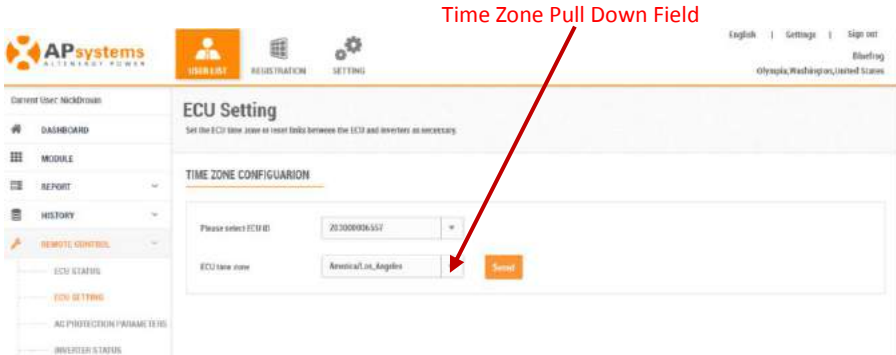 Time Zone Pull Down Field
English | Settings | Sign out
APsystems
ALTENERGY POWER
USER LIST
REGISTRATION
SETTING
Bluefrog
Olympia,Washington,United States
Current User: NickDrouin
ECU Setting
Set the ECU time zone or reset links between the ECU and inverters as necessary.
DASHBOARD
MODULE
REPORT
HISTORY
REMOTE CONTROL
ECU STATUS
ECU SETTING
AC PROTECTION PARAMETERS
INVERTER STATUS
TIME ZONE CONFIGUARION
Please select ECU ID
203000006557
ECU time zone
America/Los_Angeles
Send